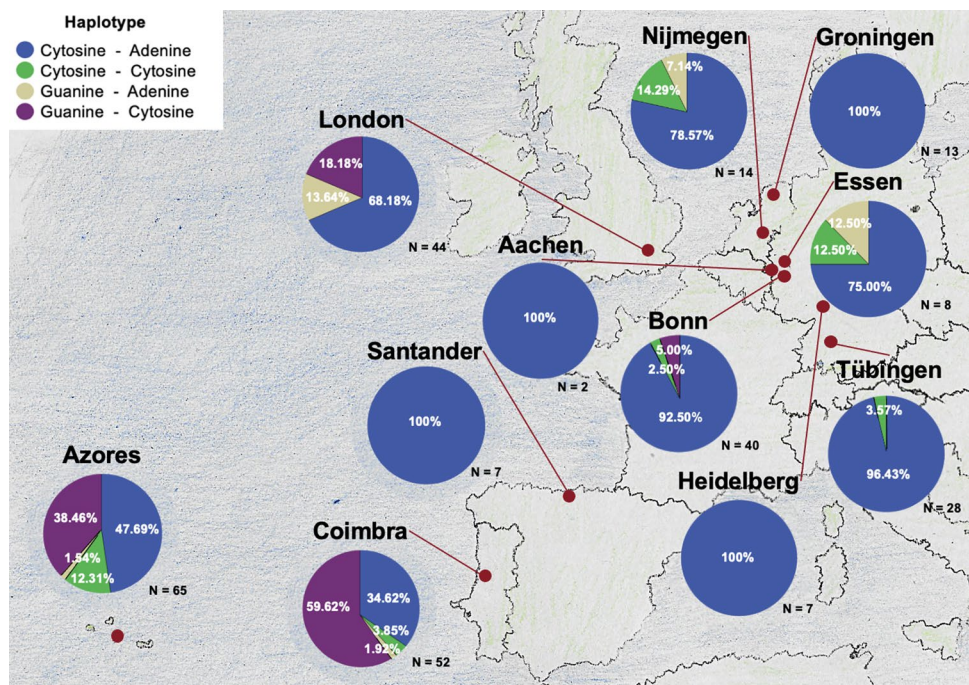 Haplotype
Cytosine - Adenine
Cytosine - Cytosine
Guanine - Adenine
Guanine - Cytosine
Nijmegen
7.14%
14.29%
78.57%
N = 14
Groningen
100%
N = 13
London
18.18%
13.64%
68.18%
N = 44
Essen
12.50%
12.50%
75.00%
N = 8
Aachen
100%
N = 2
Bonn
5.00%
2.50%
92.50%
N = 40
Santander
100%
N = 7
Tübingen
3.57%
96.43%
N = 28
Azores
38.46%
47.69%
1.54%
12.31%
N = 65
Coimbra
59.62%
34.62%
3.85%
1.92%
N = 52
Heidelberg
100%
N = 7